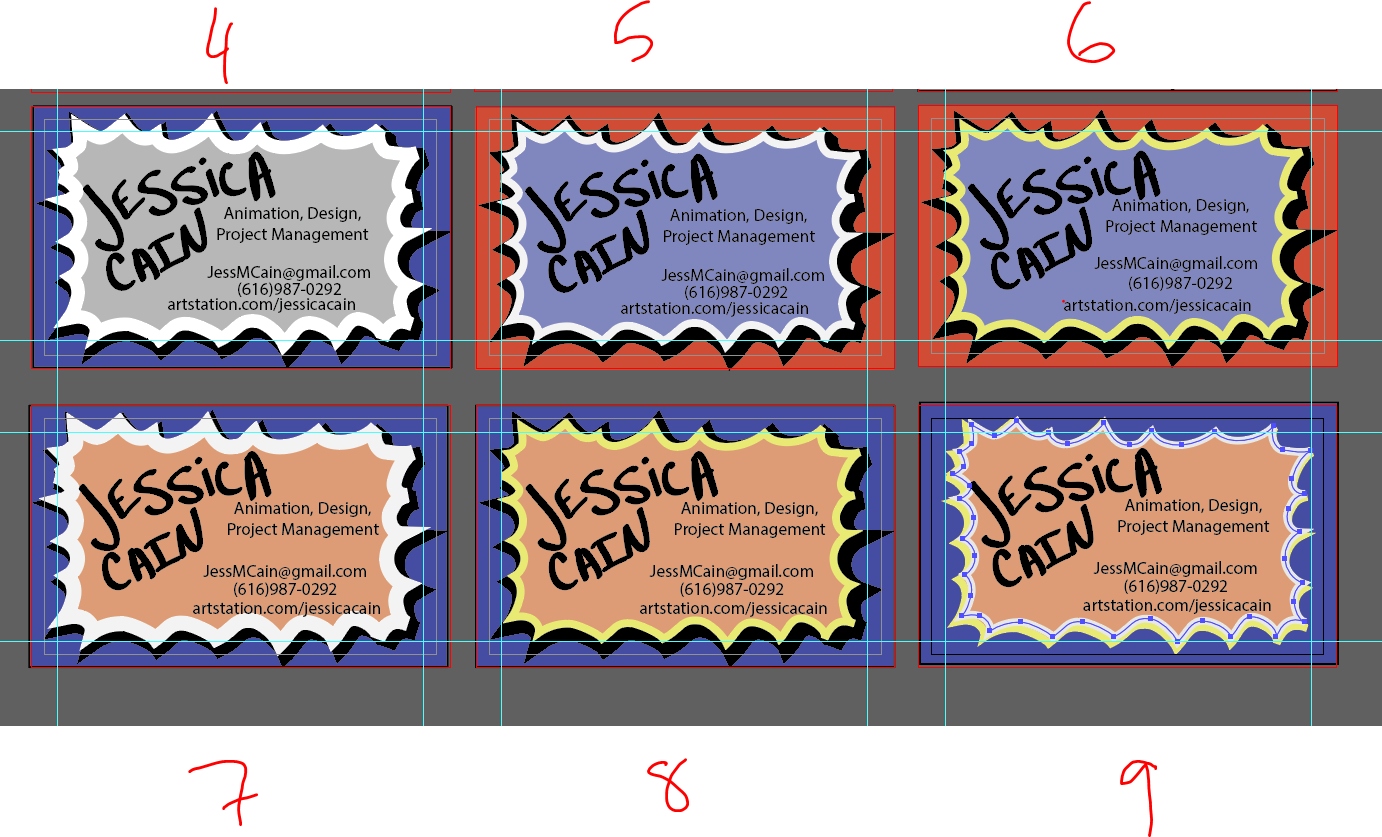 4
5
6
JESSiCA
CAIN
Animation, Design,
Project Management
JessMCain@gmail.com
(616)987-0292
artstation.com/jessicacain
JESSiCA
CAIN
Animation, Design,
Project Management
JessMCain@gmail.com
(616)987-0292
artstation.com/jessicacain
JESSiCA
CAIN
Animation, Design,
Project Management
JessMCain@gmail.com
(616)987-0292
artstation.com/jessicacain
JESSiCA
CAIN
Animation, Design,
Project Management
JessMCain@gmail.com
(616)987-0292
artstation.com/jessicacain
JESSiCA
CAIN
Animation, Design,
Project Management
JessMCain@gmail.com
(616)987-0292
artstation.com/jessicacain
JESSiCA
CAIN
Animation, Design,
Project Management
JessMCain@gmail.com
(616)987-0292
artstation.com/jessicacain
7
8
9